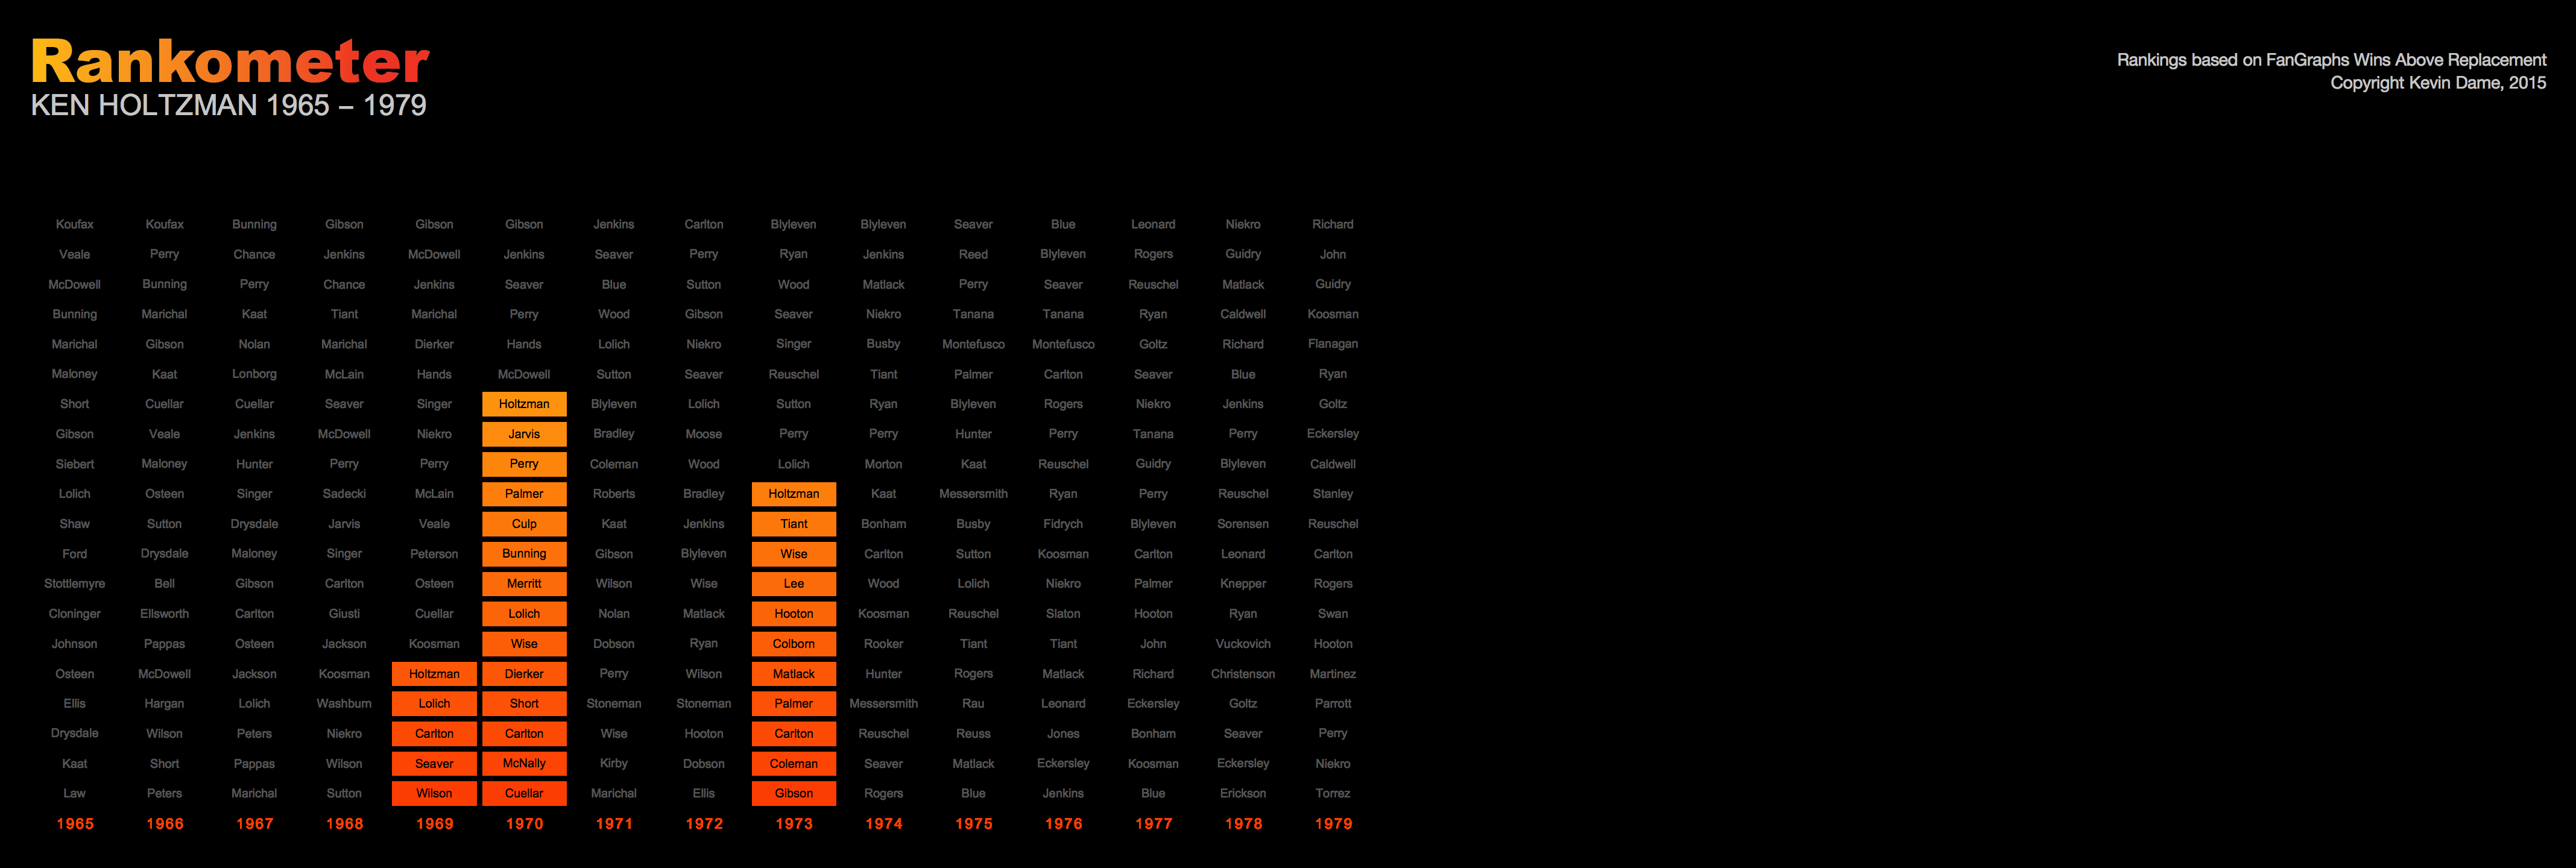 Rankometer
KEN HOLTZMAN 1965 – 1979
Rankings based on FanGraphs Wins Above Replacement
Copyright Kevin Dame, 2015
Koufax Koufax Bunning Gibson Gibson Gibson Jenkins Carlton Blyleven Blyleven Seaver Blue Leonard Niekro Richard
Veale Perry Chance Jenkins McDowell Jenkins Seaver Perry Ryan Jenkins Reed Blyleven Rogers Guidry John
McDowell Bunning Perry Chance Jenkins Seaver Blue Sutton Wood Matlack Perry Seaver Reuschel Matlack Guidry
Bunning Marichal Kaat Tiant Marichal Perry Wood Gibson Seaver Niekro Tanana Tanana Ryan Caldwell Koosman
Marichal Gibson Nolan Marichal Dierker Hands Lolich Niekro Singer Busby Montefusco Montefusco Goltz Richard Flanagan
Maloney Kaat Lonborg McLain Hands McDowell Sutton Seaver Reuschel Tiant Palmer Carlton Seaver Blue Ryan
Short Cuellar Cuellar Seaver Singer Holtzman Blyleven Lolich Sutton Ryan Blyleven Rogers Niekro Jenkins Goltz
Gibson Veale Jenkins McDowell Niekro Jarvis Bradley Moose Perry Perry Hunter Perry Tanana Perry Eckersley
Siebert Maloney Hunter Perry Perry Perry Coleman Wood Lolich Morton Kaat Reuschel Guidry Blyleven Caldwell
Lolich Osteen Singer Sadecki McLain Palmer Roberts Bradley Holtzman Kaat Messersmith Ryan Perry Reuschel Stanley
Shaw Sutton Drysdale Jarvis Veale Culp Kaat Jenkins Tiant Bonham Busby Fidrych Blyleven Sorensen Reuschel
Ford Drysdale Maloney Singer Peterson Bunning Gibson Blyleven Wise Carlton Sutton Koosman Carlton Leonard Carlton
Stottlemyre Bell Gibson Carlton Osteen Merritt Wilson Wise Lee Wood Lolich Niekro Palmer Knepper Rogers
Cloninger Ellsworth Carlton Giusti Cuellar Lolich Nolan Matlack Hooton Koosman Reuschel Slaton Hooton Ryan Swan
Johnson Pappas Osteen Jackson Koosman Wise Dobson Ryan Colborn Rooker Tiant Tiant John Vuckovich Hooton
Osteen McDowell Jackson Koosman Holtzman Dierker Perry Wilson Matlack Hunter Rogers Matlack Richard Christenson Martinez
Ellis Hargan Lolich Washburn Lolich Short Stoneman Stoneman Palmer Messersmith Rau Leonard Eckersley Goltz Parrott
Drysdale Wilson Peters Niekro Carlton Carlton Wise Hooton Carlton Reuschel Reuss Jones Bonham Seaver Perry
Kaat Short Pappas Wilson Seaver McNally Kirby Dobson Coleman Seaver Matlack Eckersley Koosman Eckersley Niekro
Law Peters Marichal Sutton Wilson Cuellar Marichal Ellis Gibson Rogers Blue Jenkins Blue Erickson Torrez
1965 1966 1967 1968 1969 1970 1971 1972 1973 1974 1975 1976 1977 1978 1979